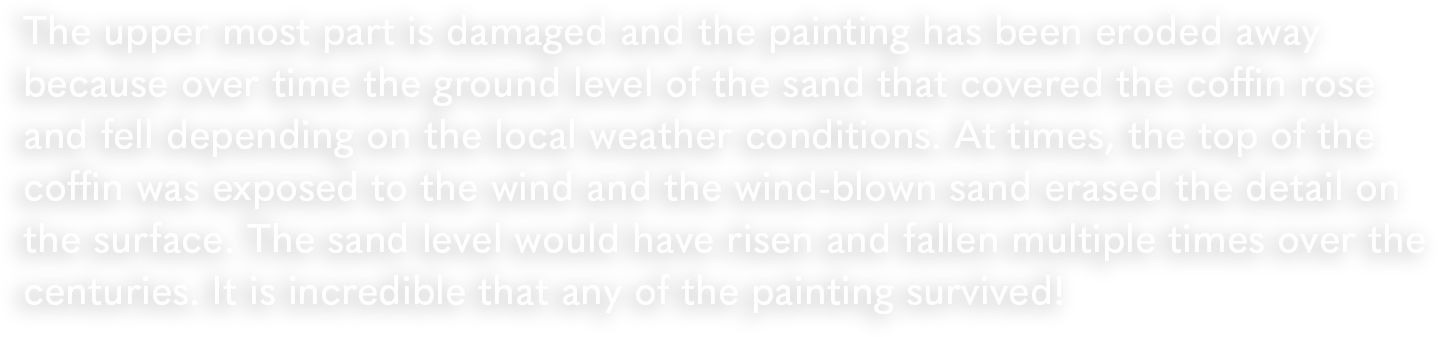 The upper most part is damaged and the painting has been eroded away
because over time the ground level of the sand that covered the coffin rose
and fell depending on the local weather conditions. At times, the top of the
coffin was exposed to the wind and the wind-blown sand erased the detail on
the surface. The sand level would have risen and fallen multiple times over the
centuries. It is incredible that any of the painting survived!